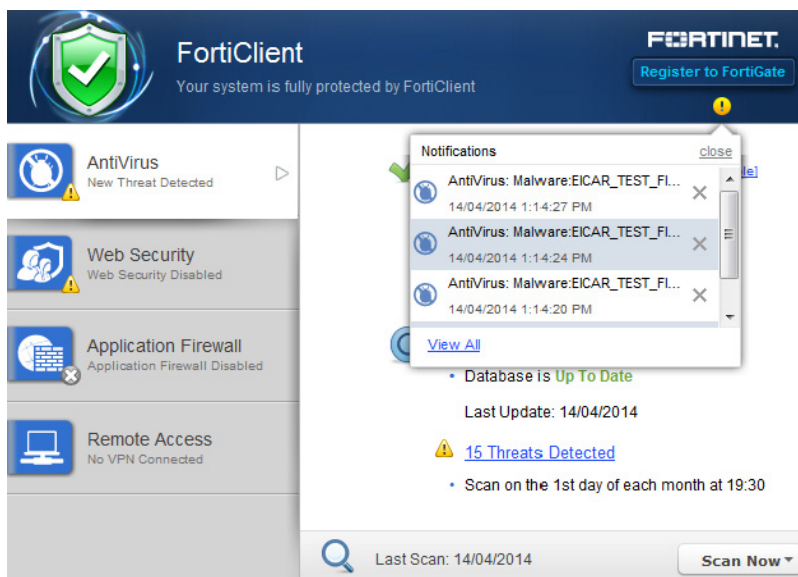 FortiClient
Your system is fully protected by FortiClient
FORTINET.
Register to FortiGate
AntiVirus
New Threat Detected
Web Security
Web Security Disabled
Application Firewall
Application Firewall Disabled
Remote Access
No VPN Connected
Notifications
close
AntiVirus: Malware:EICAR_TEST_FI...
14/04/2014 1:14:27 PM
AntiVirus: Malware:EICAR_TEST_FI...
14/04/2014 1:14:24 PM
AntiVirus: Malware:EICAR_TEST_FI...
14/04/2014 1:14:20 PM
View All
Database is Up To Date
Last Update: 14/04/2014
15 Threats Detected
Scan on the 1st day of each month at 19:30
Last Scan: 14/04/2014
Scan Now